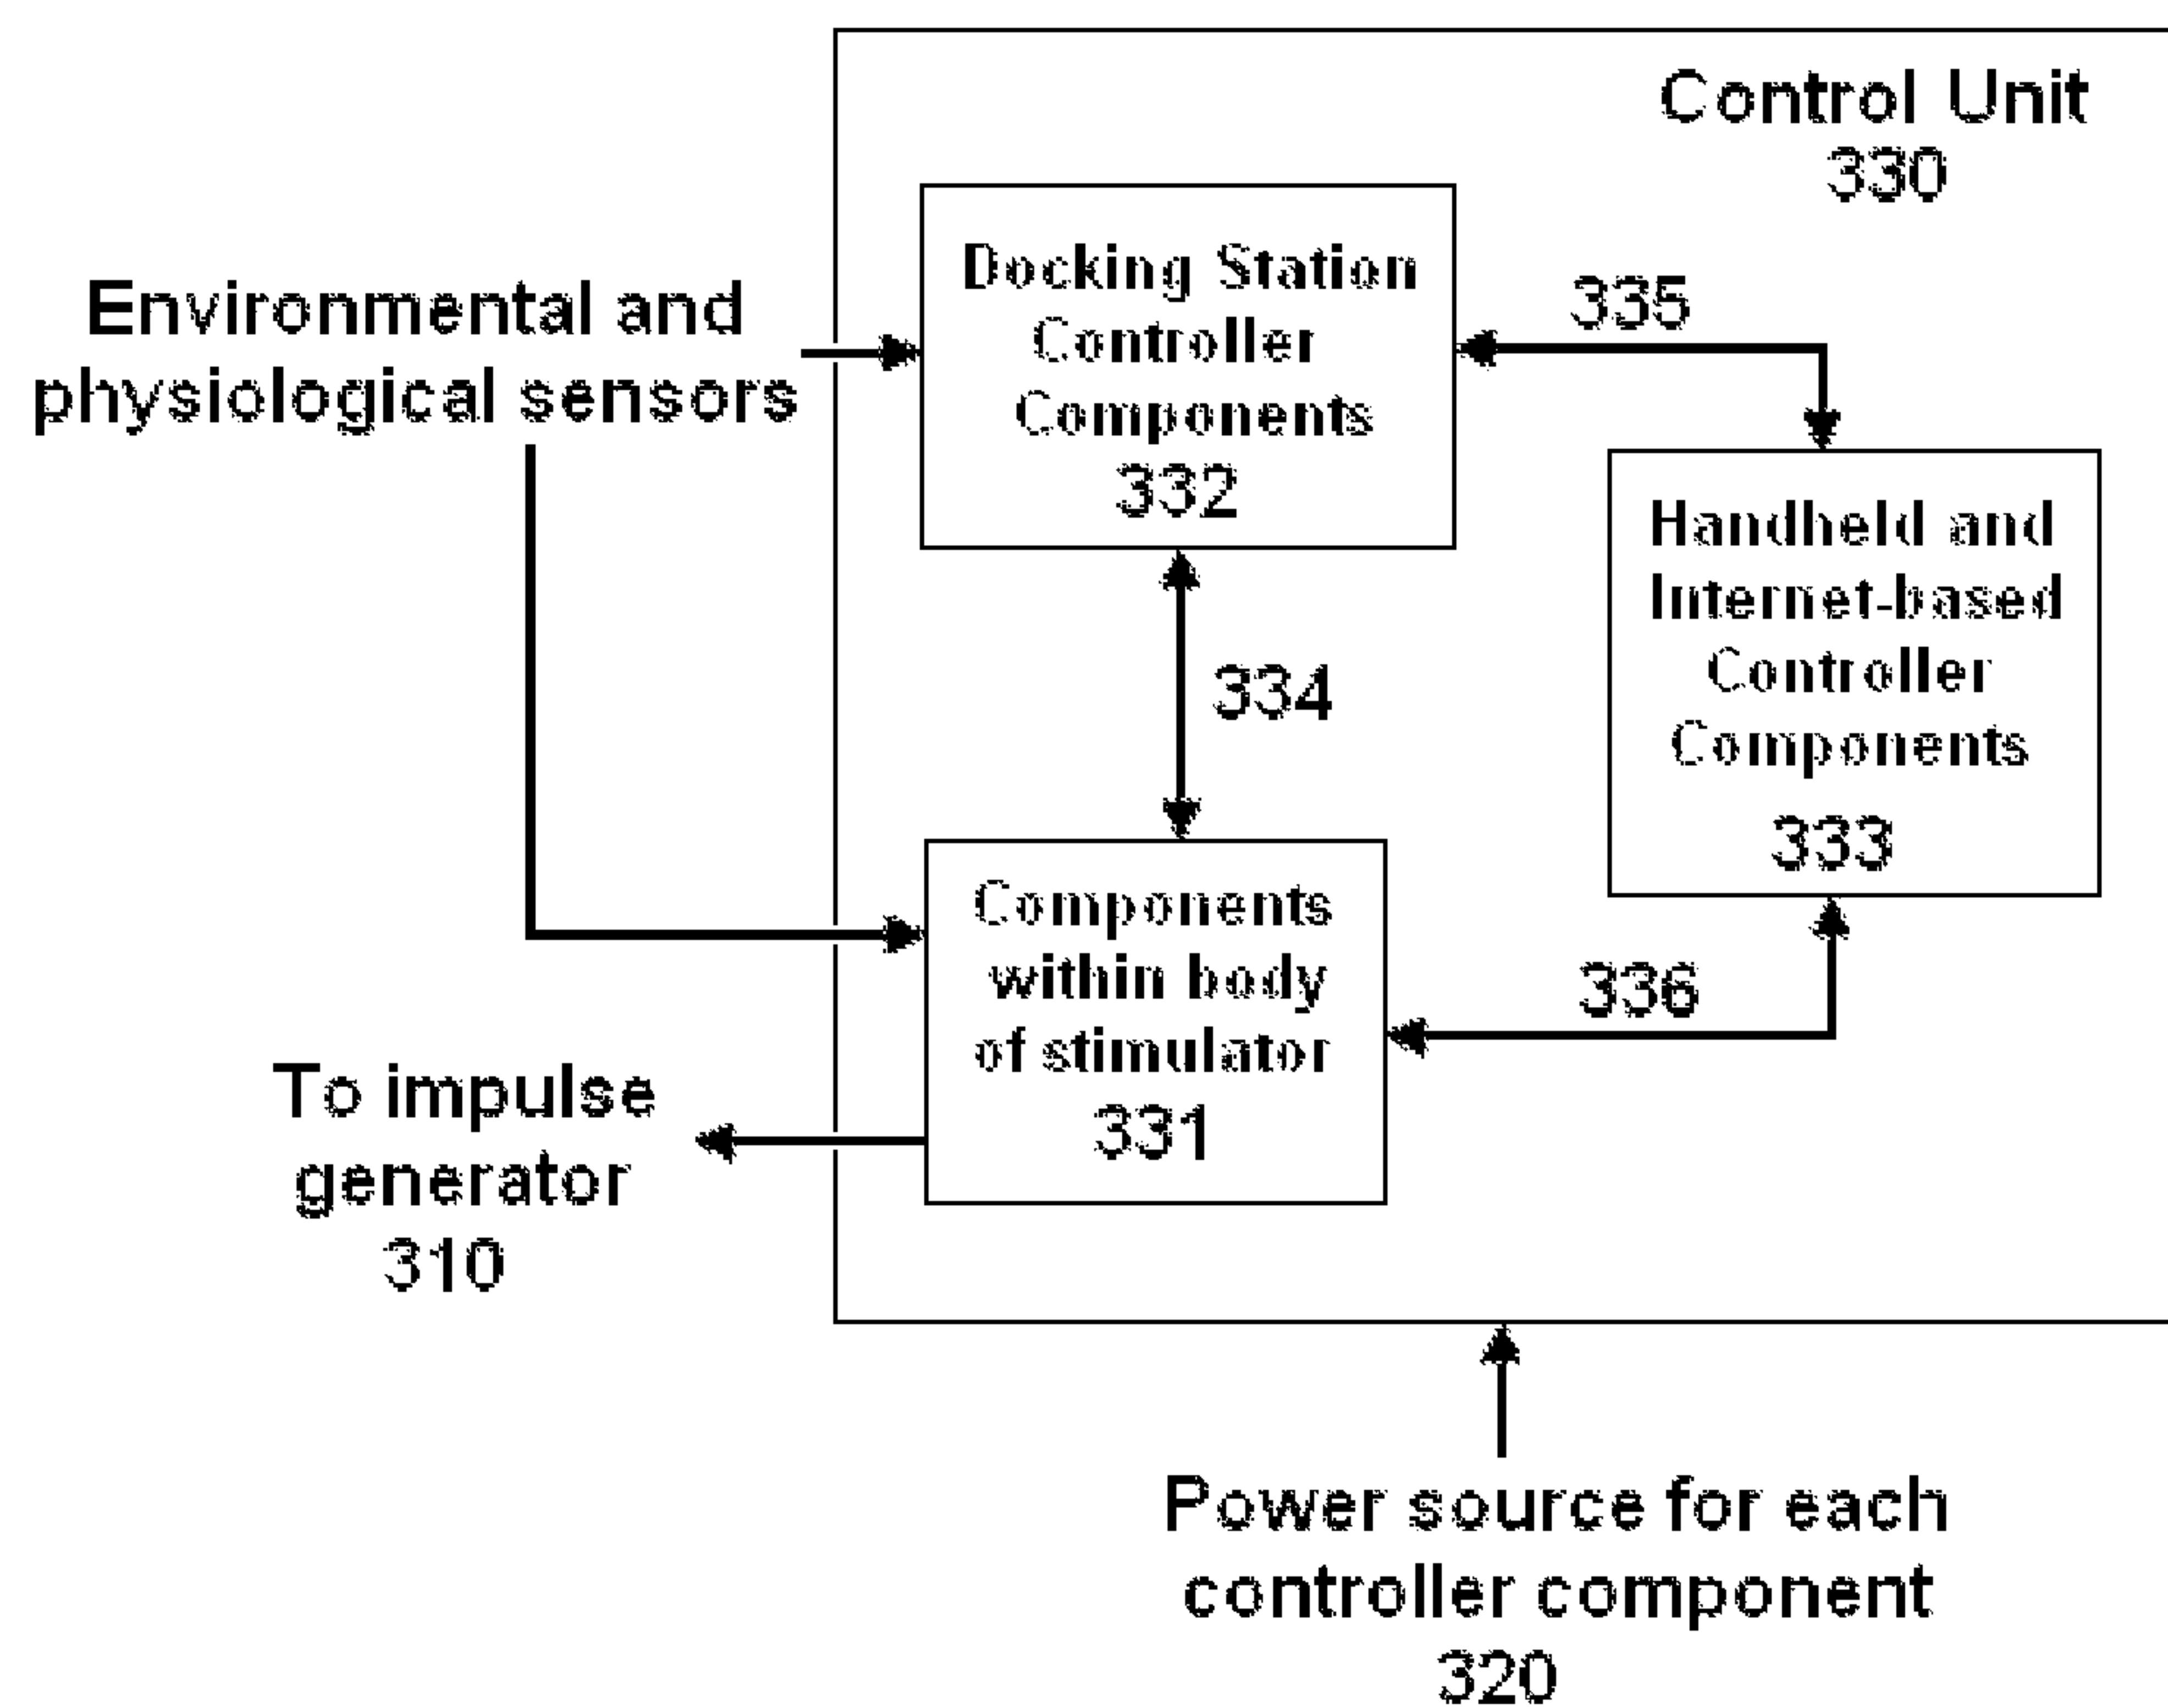 Control Unit
330
Docking Station
Controller
Components
332
Environmental and
physiological sensors
335
Handheld and
Internet-based
Controller
Components
333
334
Components
within body
of stimulator
331
336
To impulse
generator
310
Power source for each
controller component
320